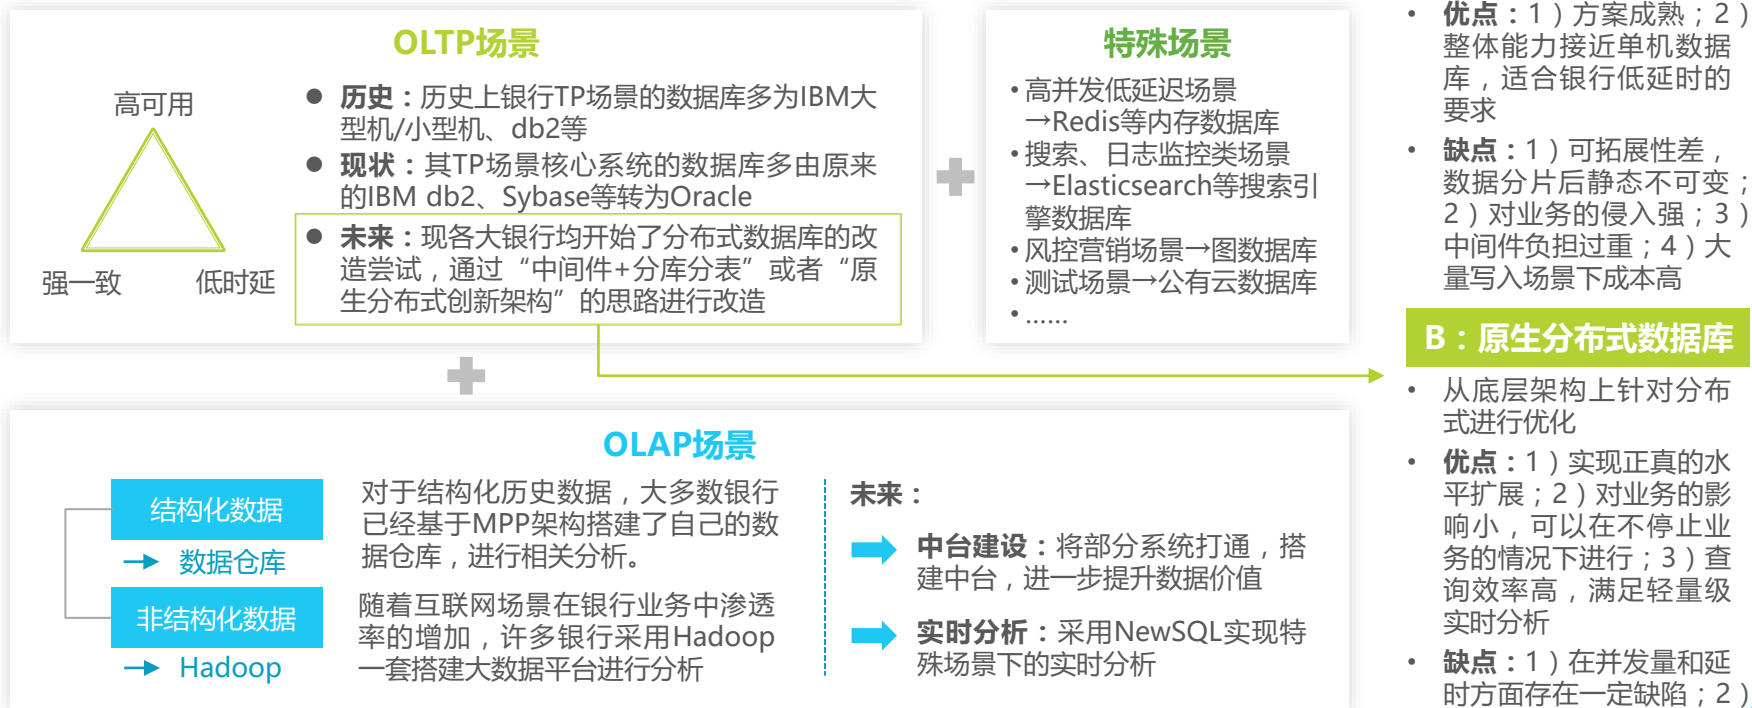 OLTP场景
高可用
强一致
低时延
● 历史：历史上银行TP场景的数据库多为IBM大
型机/小型机、db2等
● 现状：其TP场景核心系统的数据库多由原来
的IBM db2、Sybase等转为Oracle
● 未来：现各大银行均开始了分布式数据库的改
造尝试，通过“中间件+分库分表”或者“原
生分布式创新架构”的思路进行改造
特殊场景
•高并发低延迟场景
→Redis等内存数据库
•搜索、日志监控类场景
→Elasticsearch等搜索引
擎数据库
•风控营销场景→图数据库
•测试场景→公有云数据库
•……
OLAP场景
结构化数据
→ 数据仓库
非结构化数据
→ Hadoop
对于结构化历史数据，大多数银行
已经基于MPP架构搭建了自己的数
据仓库，进行相关分析。
随着互联网场景在银行业务中渗透
率的增加，许多银行采用Hadoop
一套搭建大数据平台进行分析
未来：
中台建设：将部分系统打通，搭
建中台，进一步提升数据价值
实时分析：采用NewSQL实现特
殊场景下的实时分析
• 优点：1）方案成熟；2）
整体能力接近单机数据
库，适合银行低延时的
要求
• 缺点：1）可拓展性差，
数据分片后静态不可变；
2）对业务的侵入强；3）
中间件负担过重；4）大
量写入场景下成本高
B：原生分布式数据库
• 从底层架构上针对分布
式进行优化
• 优点：1）实现正真的水
平扩展；2）对业务的影
响小，可以在不停止业
务的情况下进行；3）查
询效率高，满足轻量级
实时分析
• 缺点：1）在并发量和延
时方面存在一定缺陷；2）